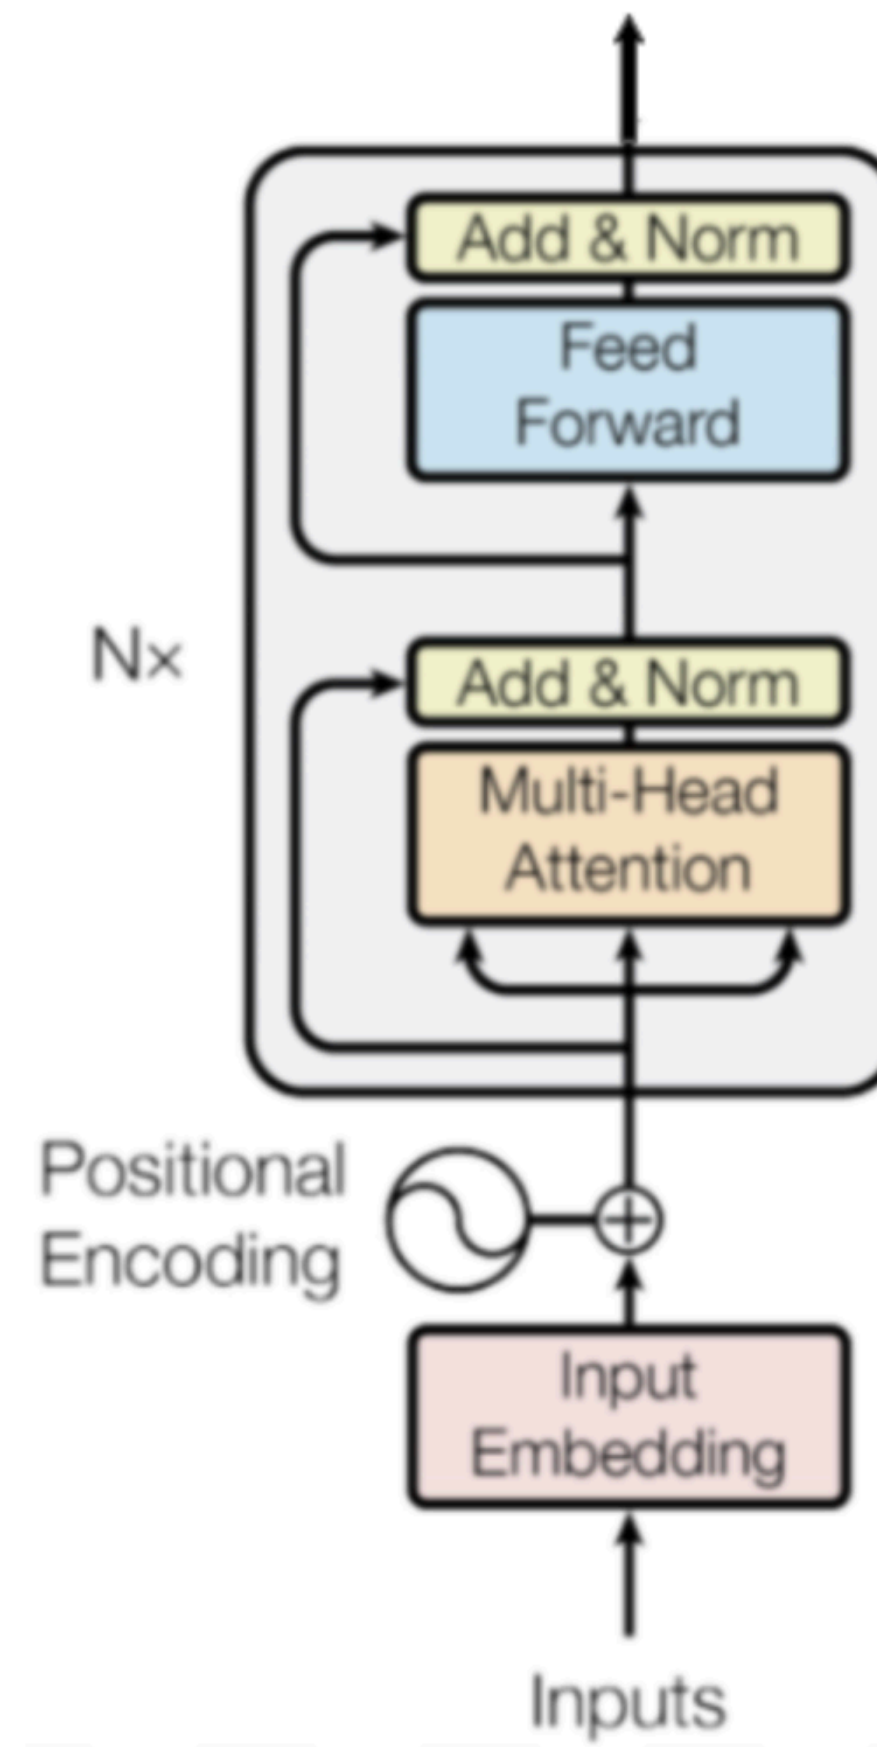 Add & Norm
Feed
Forward
Nx
Add & Norm
Multi-Head
Attention
Positional
Encoding
Input
Embedding
Inputs